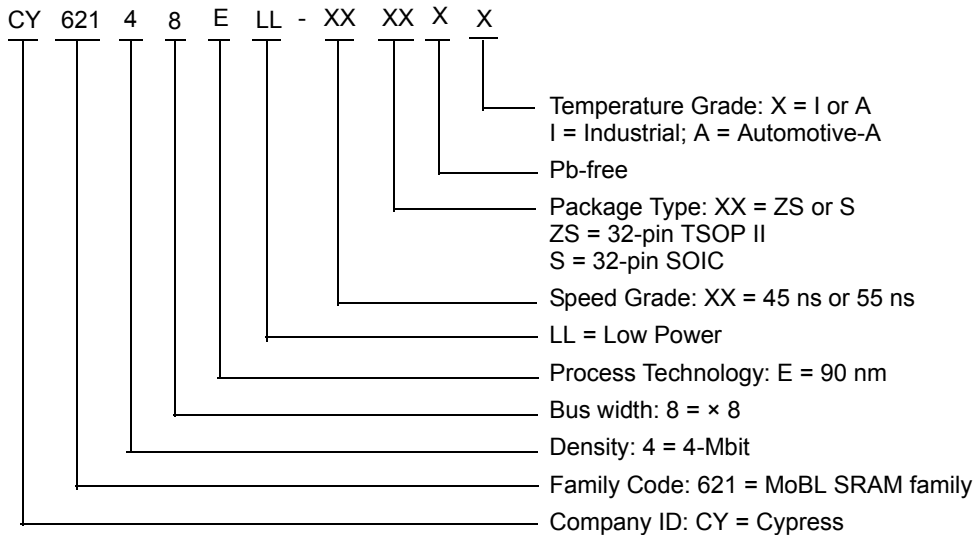 CY 621 4 8 E LL - XX XX X X
Temperature Grade: X = I or A
I = Industrial; A = Automotive-A
Pb-free
Package Type: XX = ZS or S
ZS = 32-pin TSOP II
S = 32-pin SOIC
Speed Grade: XX = 45 ns or 55 ns
LL = Low Power
Process Technology: E = 90 nm
Bus width: 8 = × 8
Density: 4 = 4-Mbit
Family Code: 621 = MoBL SRAM family
Company ID: CY = Cypress